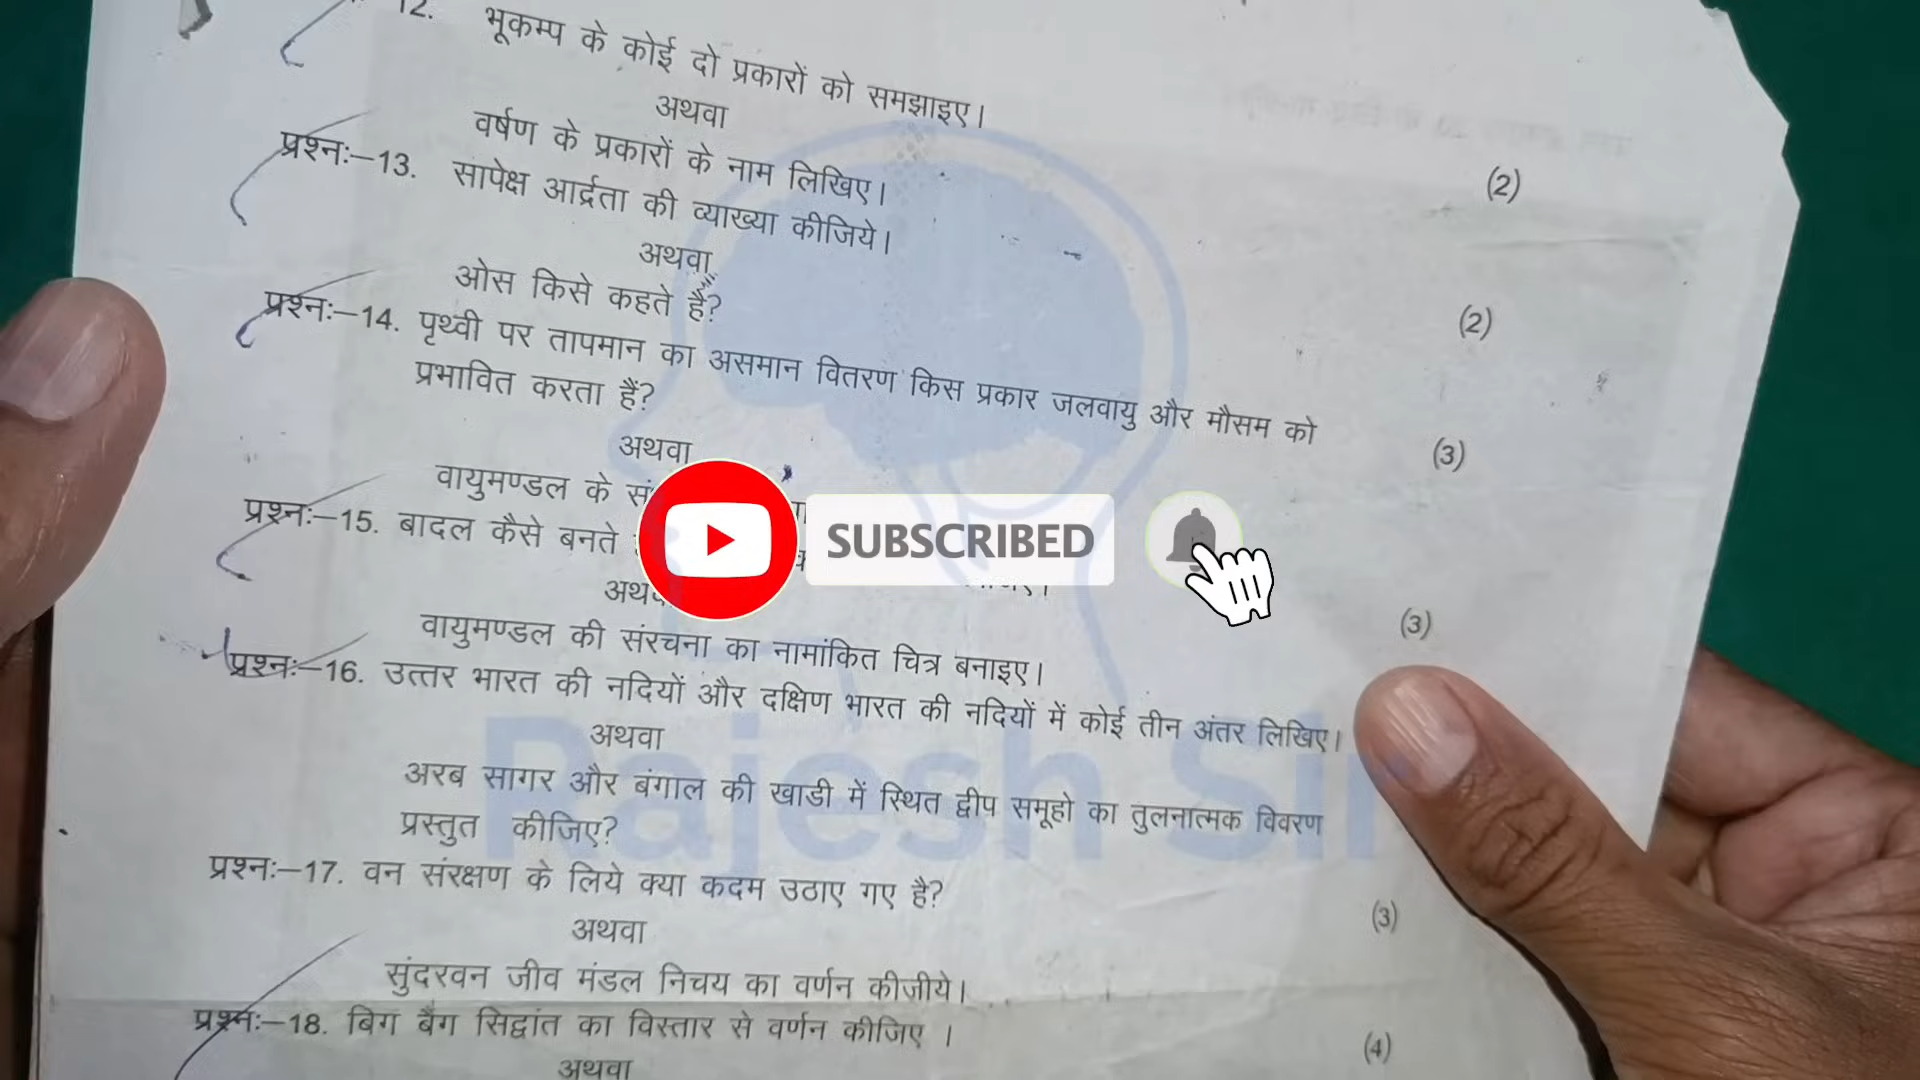 12. भूकम्प के कोई दो प्रकारों को समझाइए।
अथवा
वर्षण के प्रकारों के नाम लिखिए।
(2)
प्रश्नः–13. सापेक्ष आर्द्रता की व्याख्या कीजिये।
अथवा
ओस किसे कहते हैं?
(2)
प्रश्नः–14. पृथ्वी पर तापमान का असमान वितरण किस प्रकार जलवायु और मौसम को
प्रभावित करता हैं?
(3)
अथवा
वायुमण्डल के
प्रश्नः–15. बादल कैसे बनते
SUBSCRIBED
वायुमण्डल की संरचना का नामांकित चित्र बनाइए।
(3)
प्रश्नः–16. उत्तर भारत की नदियों और दक्षिण भारत की नदियों में कोई तीन अंतर लिखिए।
अथवा
अरब सागर और बंगाल की खाडी में स्थित द्वीप समूहो का तुलनात्मक विवरण
प्रस्तुत कीजिए?
प्रश्नः–17. वन संरक्षण के लिये क्या कदम उठाए गए है?
(3)
अथवा
सुंदरवन जीव मंडल निचय का वर्णन कीजीये।
प्रश्नः–18. बिग बैंग सिद्वांत का विस्तार से वर्णन कीजिए ।
(4)
अथवा
Rajesh Sir